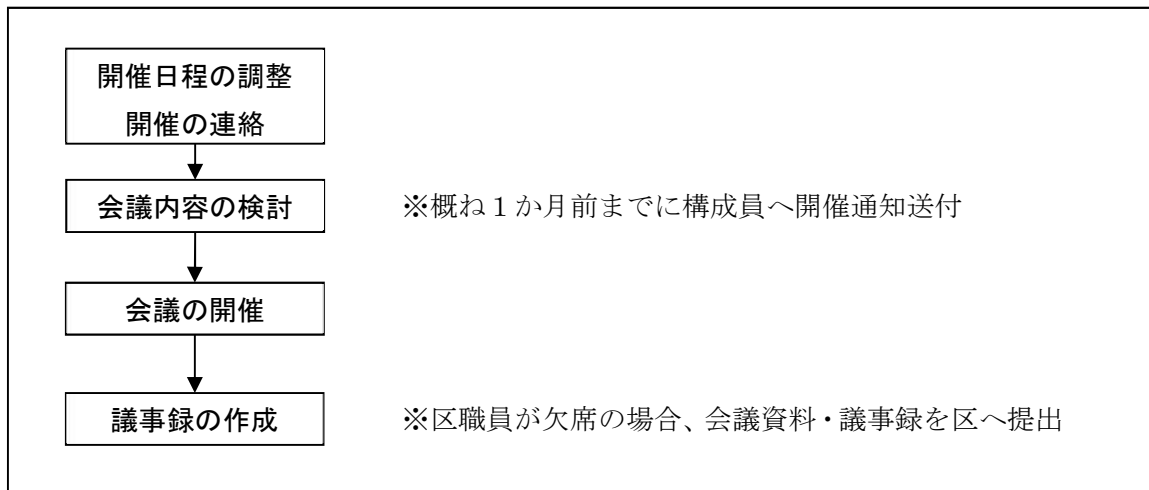 開催日程の調整
開催の連絡
会議内容の検討
※概ね１か月前までに構成員へ開催通知送付
会議の開催
議事録の作成
※区職員が欠席の場合、会議資料・議事録を区へ提出